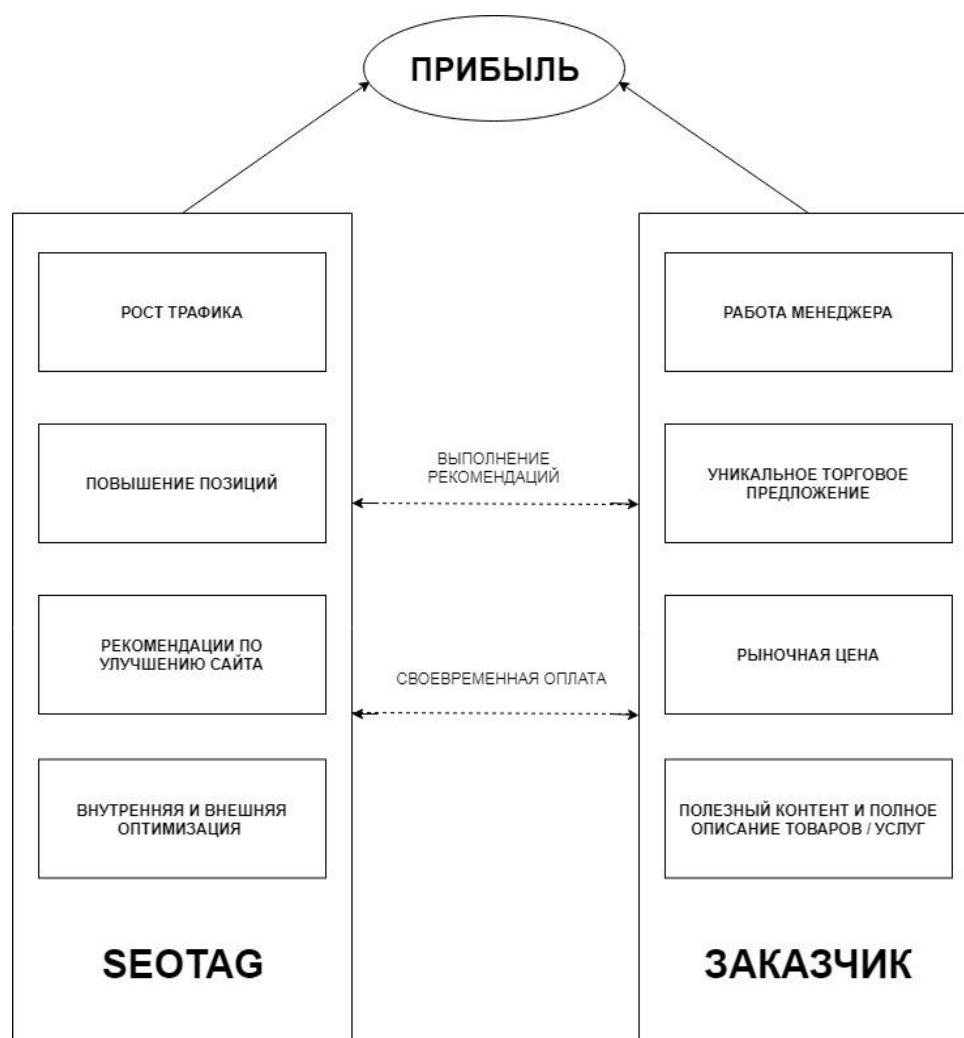 ПРИБЫЛЬ
РОСТ ТРАФИКА
ПОВЫШЕНИЕ ПОЗИЦИЙ
РЕКОМЕНДАЦИИ ПО
УЛУЧШЕНИЮ САЙТА
ВНУТРЕННЯЯ И ВНЕШНЯЯ
ОПТИМИЗАЦИЯ
SEOTAG
ВЫПОЛНЕНИЕ
РЕКОМЕНДАЦИЙ
СВОЕВРЕМЕННАЯ ОПЛАТА
РАБОТА МЕНЕДЖЕРА
УНИКАЛЬНОЕ ТОРГОВОЕ
ПРЕДЛОЖЕНИЕ
РЫНОЧНАЯ ЦЕНА
ПОЛЕЗНЫЙ КОНТЕНТ И ПОЛНОЕ
ОПИСАНИЕ ТОВАРОВ / УСЛУГ
ЗАКАЗЧИК